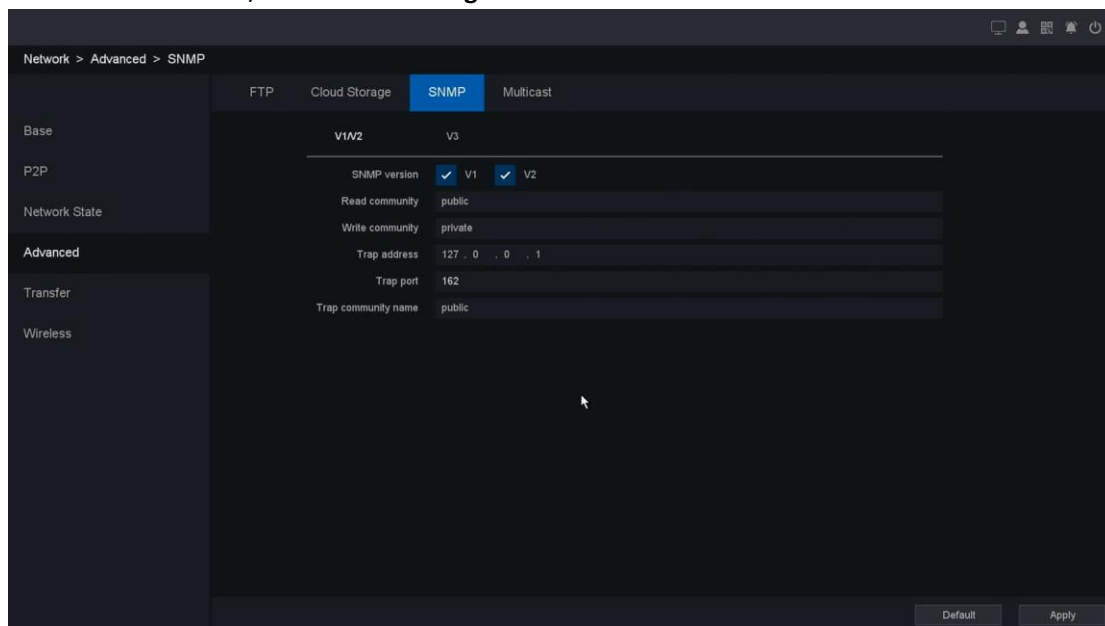 Network > Advanced > SNMP
FTP Cloud Storage SNMP Multicast
Base
P2P
Network State
Advanced
Transfer
Wireless
V1/V2 V3
SNMP version V1 V2
Read community public
Write community private
Trap address 127 . 0 . 0 . 1
Trap port 162
Trap community name public
Default Apply